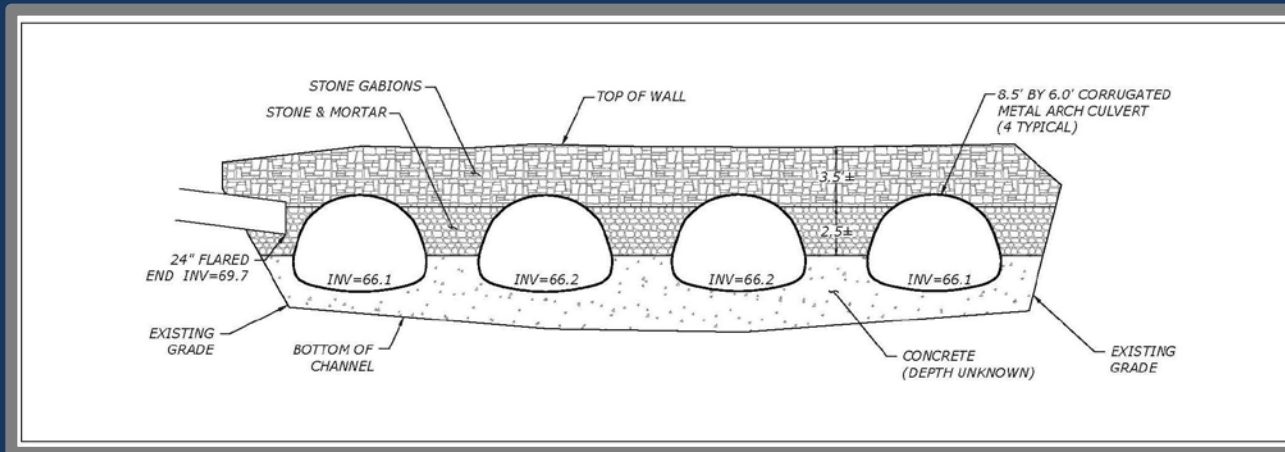 STONE GABIONS
STONE & MORTAR
TOP OF WALL
8.5' BY 6.0' CORRUGATED
METAL ARCH CULVERT
(4 TYPICAL)
3.5'±
2.5±
24" FLARED
END INV=69.7
INV=66.1
INV=66.2
INV=66.2
INV=66.1
EXISTING
GRADE
BOTTOM OF
CHANNEL
CONCRETE
(DEPTH UNKNOWN)
EXISTING
GRADE